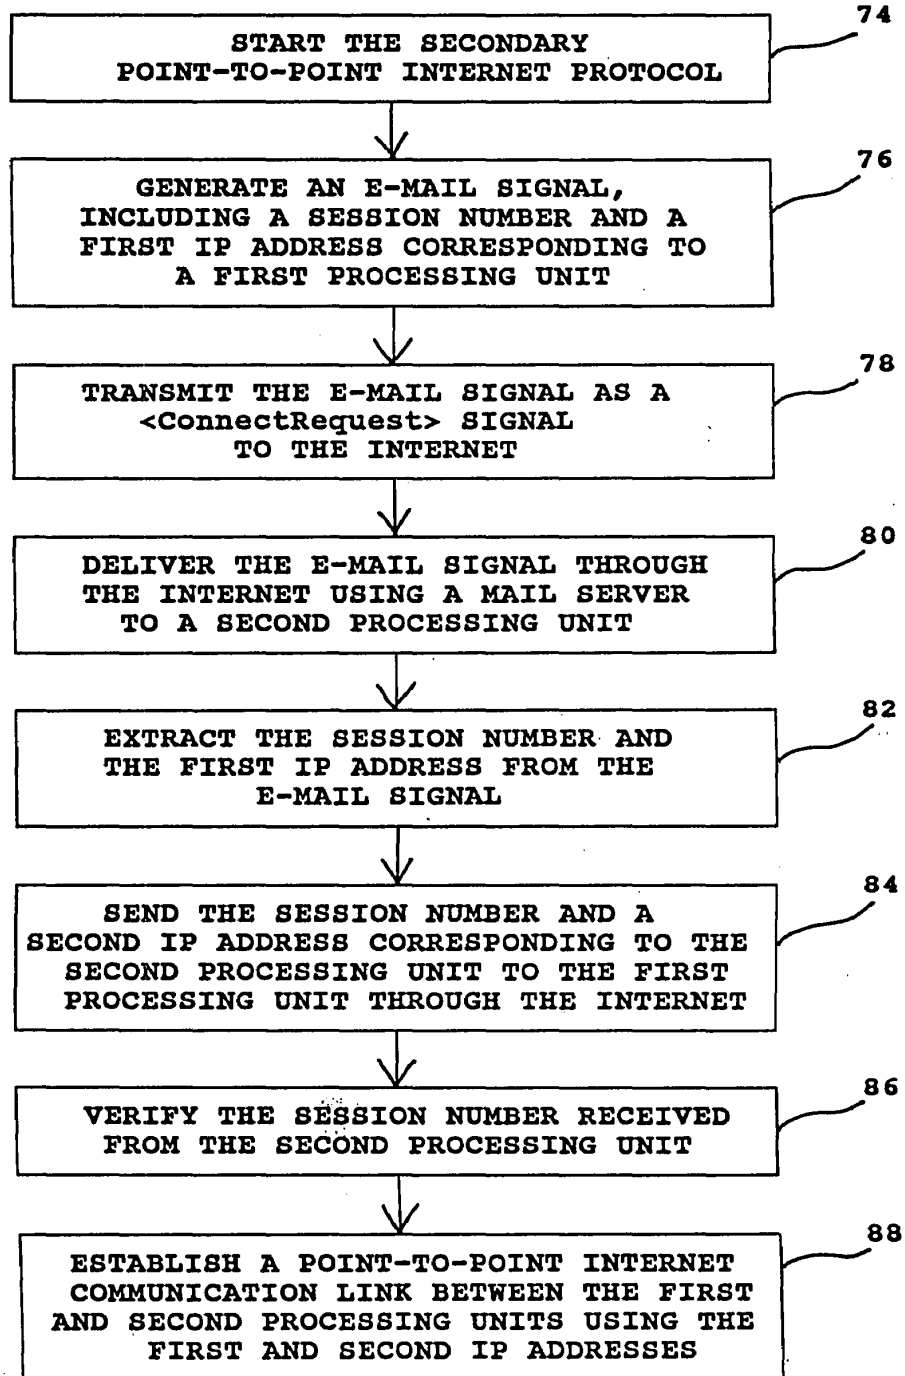 74
START THE SECONDARY
POINT-TO-POINT INTERNET PROTOCOL
76
GENERATE AN E-MAIL SIGNAL,
INCLUDING A SESSION NUMBER AND A
FIRST IP ADDRESS CORRESPONDING TO
A FIRST PROCESSING UNIT
78
TRANSMIT THE E-MAIL SIGNAL AS A
<ConnectRequest> SIGNAL
TO THE INTERNET
80
DELIVER THE E-MAIL SIGNAL THROUGH
THE INTERNET USING A MAIL SERVER
TO A SECOND PROCESSING UNIT
82
EXTRACT THE SESSION NUMBER AND
THE FIRST IP ADDRESS FROM THE
E-MAIL SIGNAL
84
SEND THE SESSION NUMBER AND A
SECOND IP ADDRESS CORRESPONDING TO THE
SECOND PROCESSING UNIT TO THE FIRST
PROCESSING UNIT THROUGH THE INTERNET
86
VERIFY THE SESSION NUMBER RECEIVED
FROM THE SECOND PROCESSING UNIT
88
ESTABLISH A POINT-TO-POINT INTERNET
COMMUNICATION LINK BETWEEN THE FIRST
AND SECOND PROCESSING UNITS USING THE
FIRST AND SECOND IP ADDRESSES